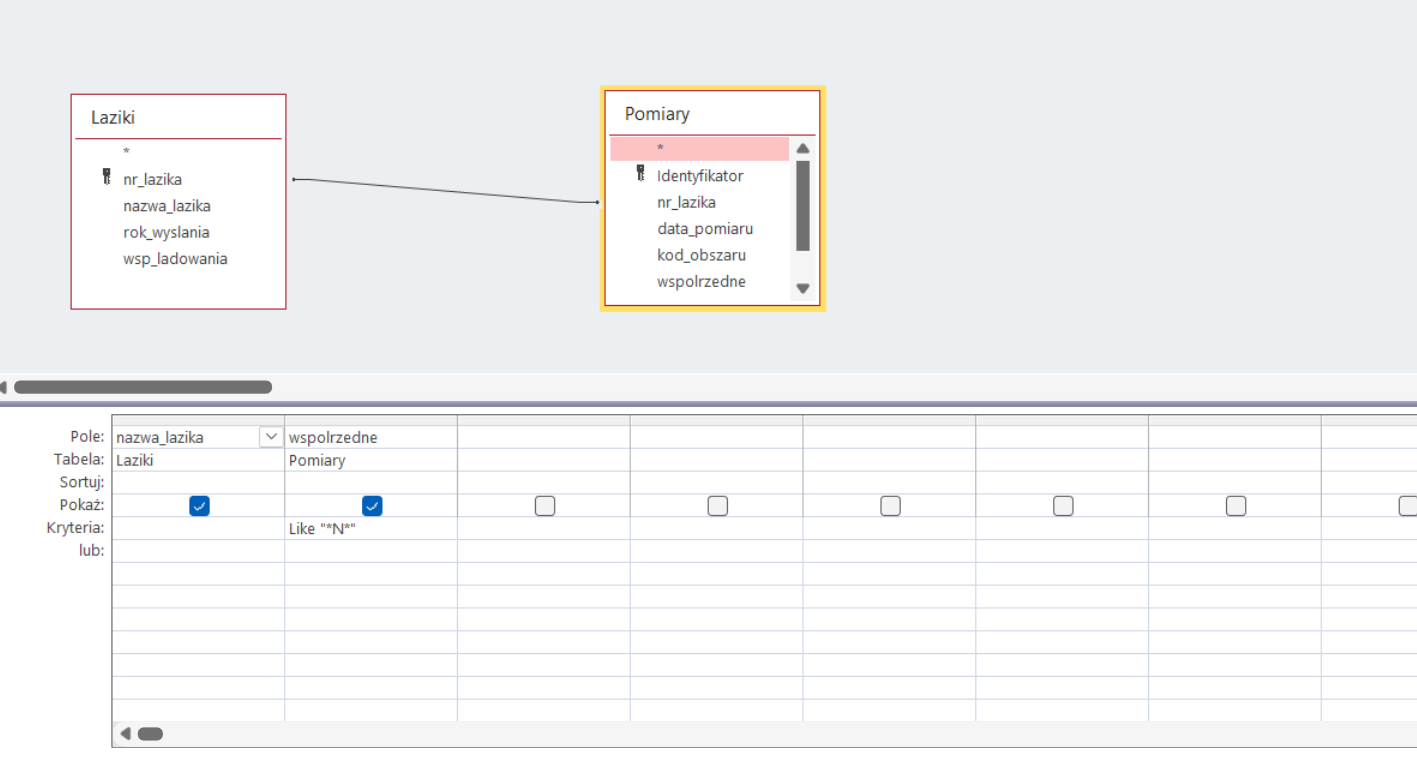 Laziki
*
nr_lazika
nazwa_lazika
rok_wyslania
wsp_ladowania
Pomiary
*
Identyfikator
nr_lazika
data_pomiaru
kod_obszaru
wspolrzedne
Pole: nazwa_lazika wspolrzedne
Tabela: Laziki Pomiary
Sortuj:
Pokaż:
Kryteria: Like "*N*"
lub: